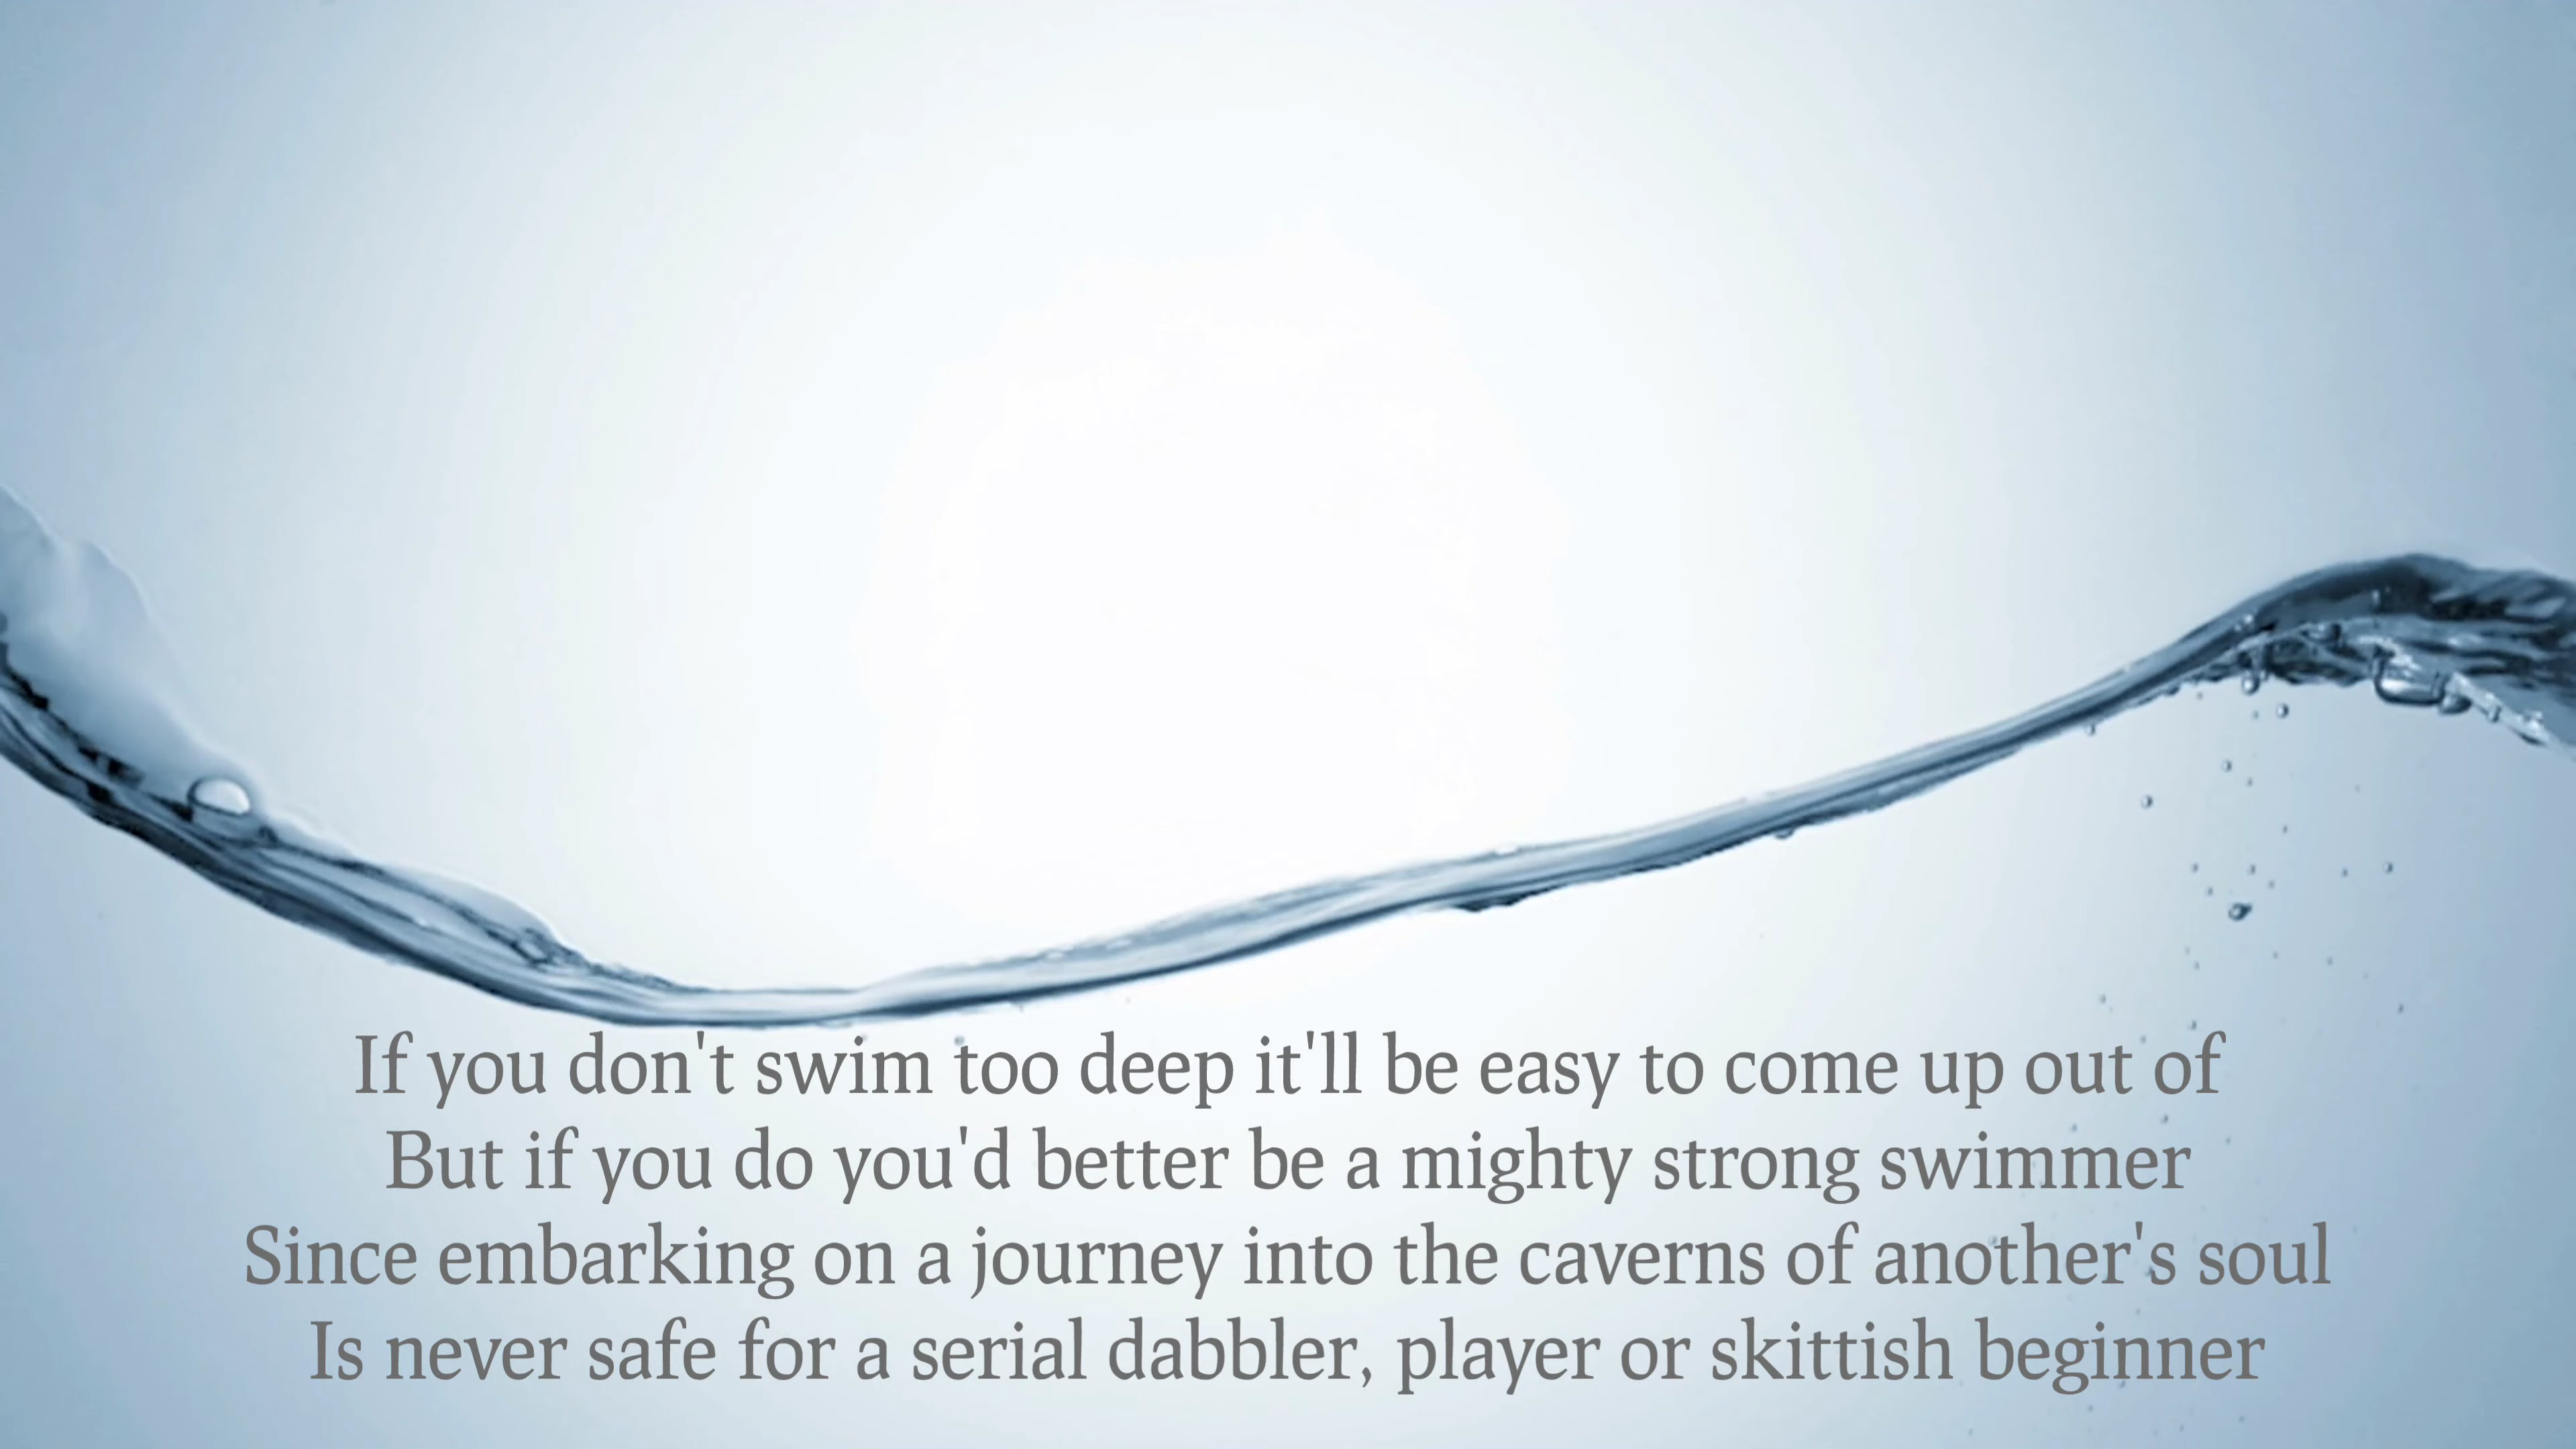 If you don't swim too deep it'll be easy to come up out of
But if you do you'd better be a mighty strong swimmer
Since embarking on a journey into the caverns of another's soul
Is never safe for a serial dabbler, player or skittish beginner